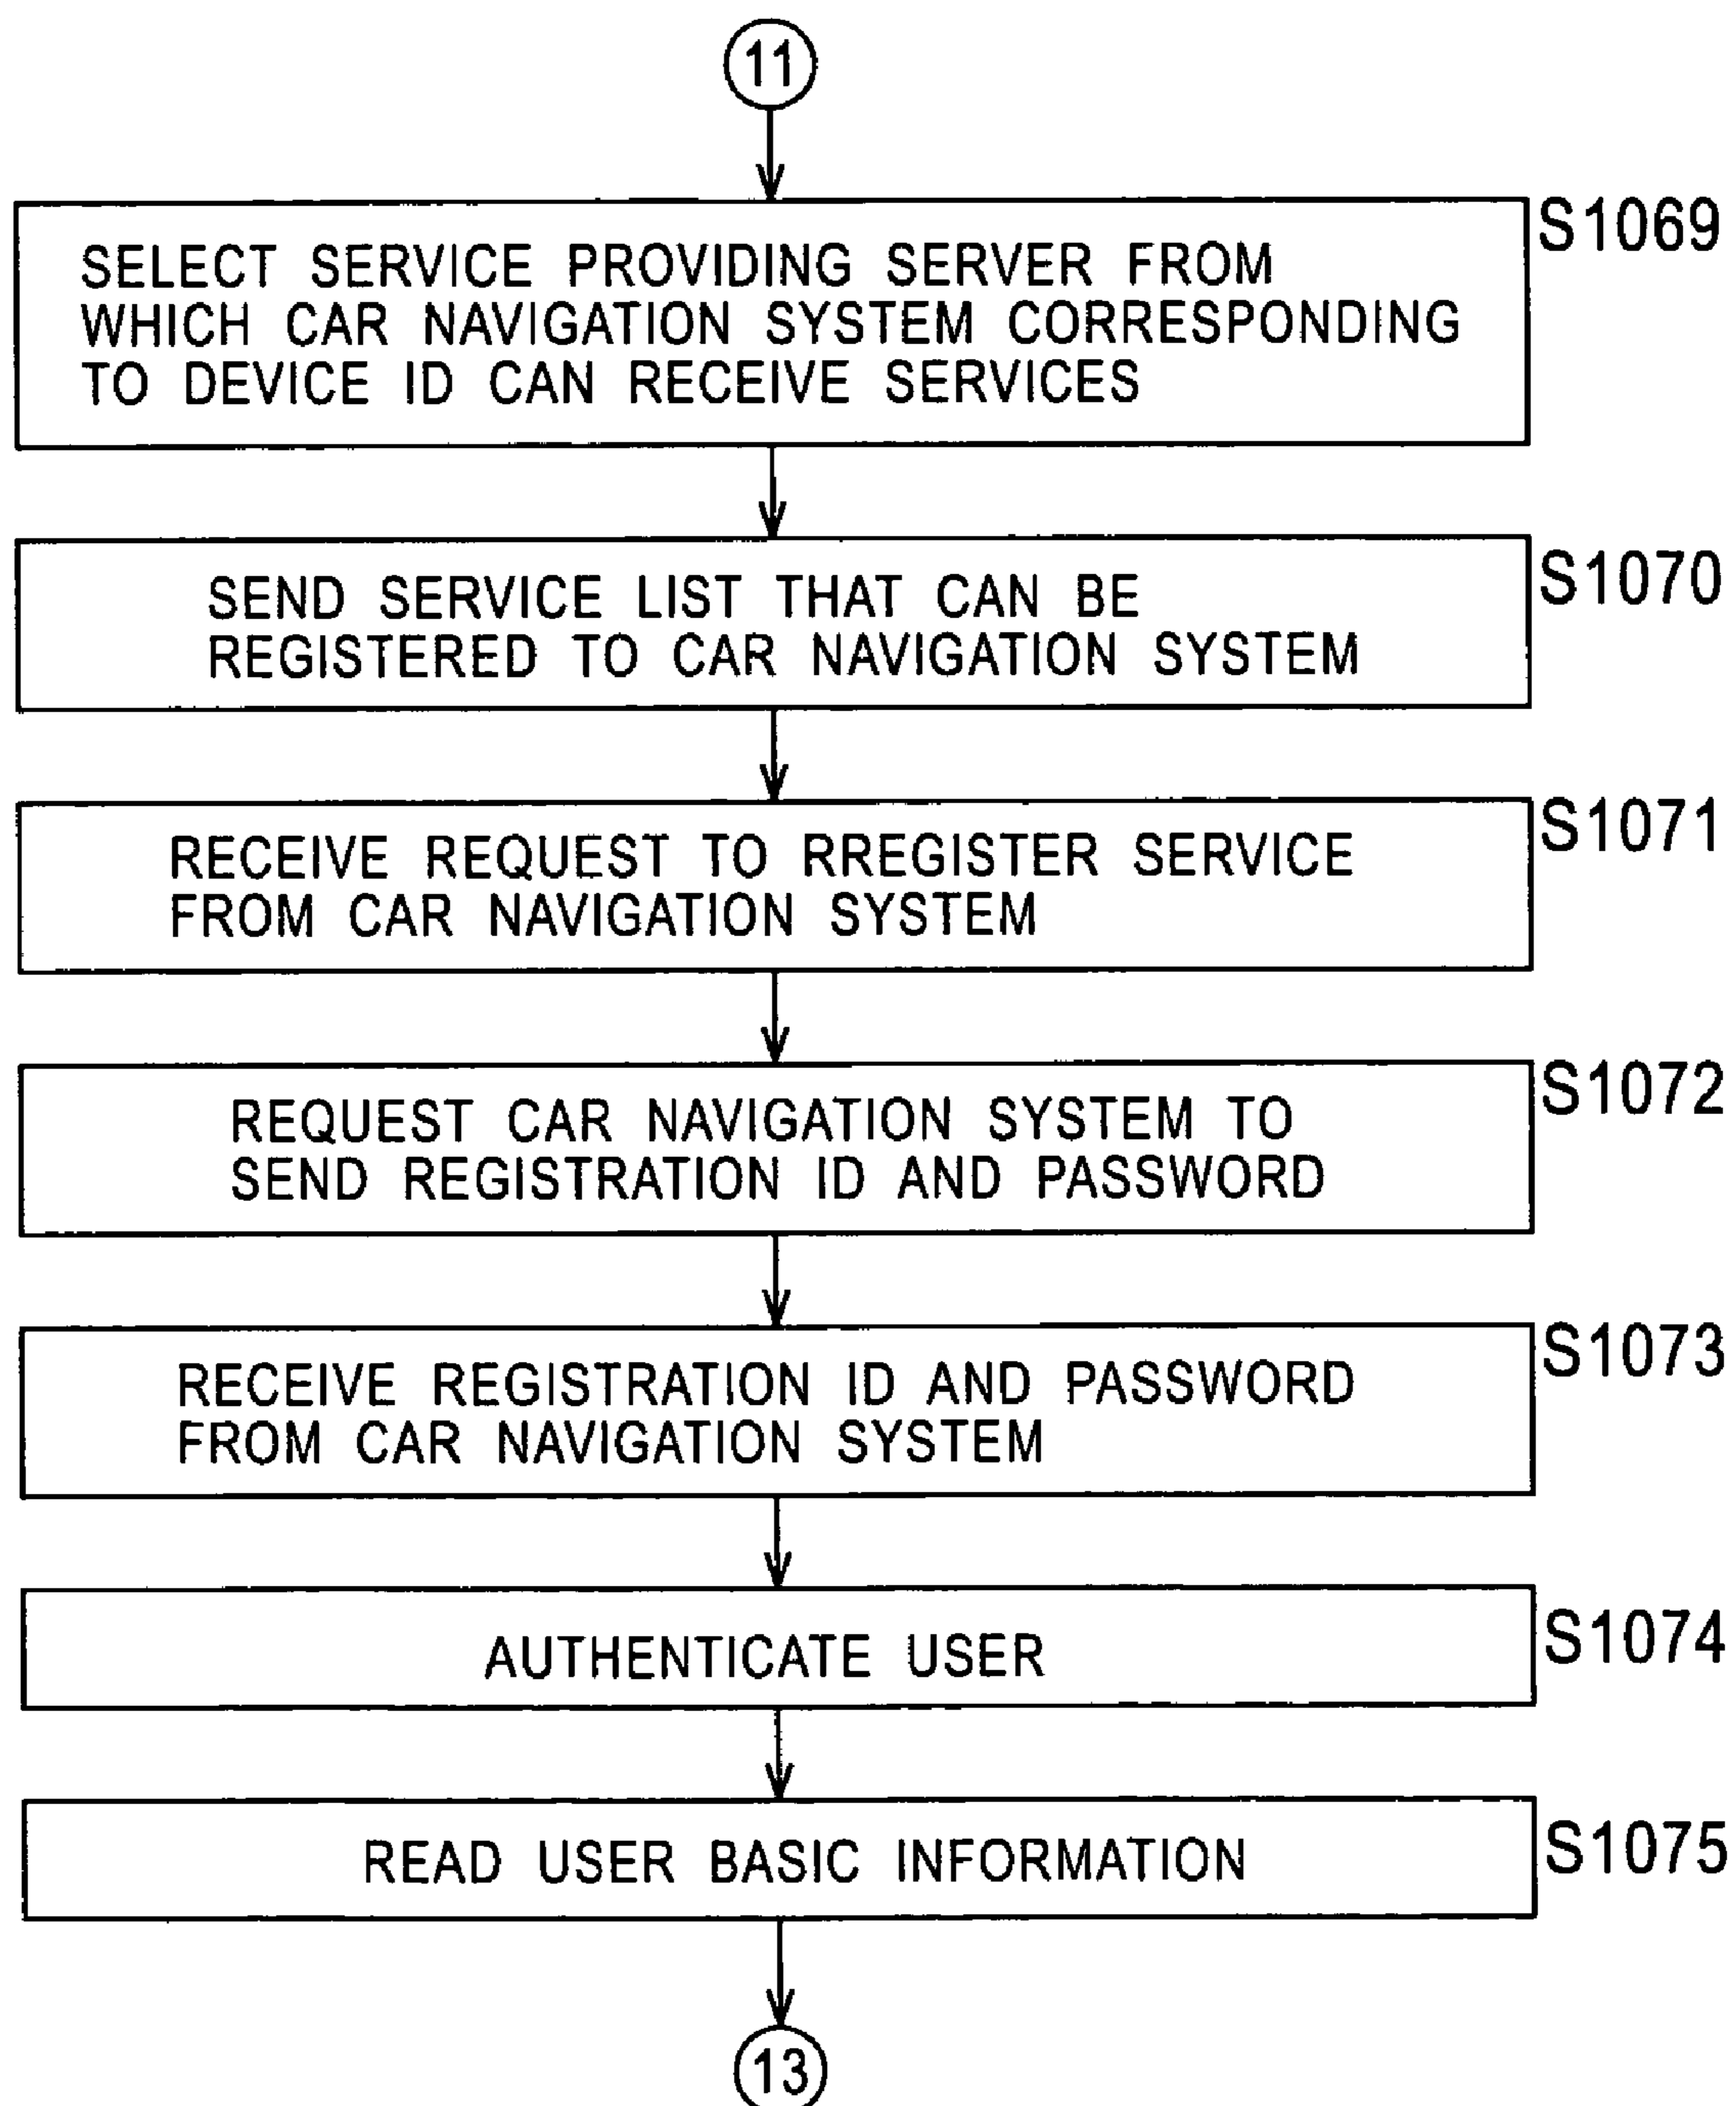 11
S1069
SELECT SERVICE PROVIDING SERVER FROM
WHICH CAR NAVIGATION SYSTEM CORRESPONDING
TO DEVICE ID CAN RECEIVE SERVICES
S1070
SEND SERVICE LIST THAT CAN BE
REGISTERED TO CAR NAVIGATION SYSTEM
S1071
RECEIVE REQUEST TO RREGISTER SERVICE
FROM CAR NAVIGATION SYSTEM
S1072
REQUEST CAR NAVIGATION SYSTEM TO
SEND REGISTRATION ID AND PASSWORD
S1073
RECEIVE REGISTRATION ID AND PASSWORD
FROM CAR NAVIGATION SYSTEM
S1074
AUTHENTICATE USER
S1075
READ USER BASIC INFORMATION
13